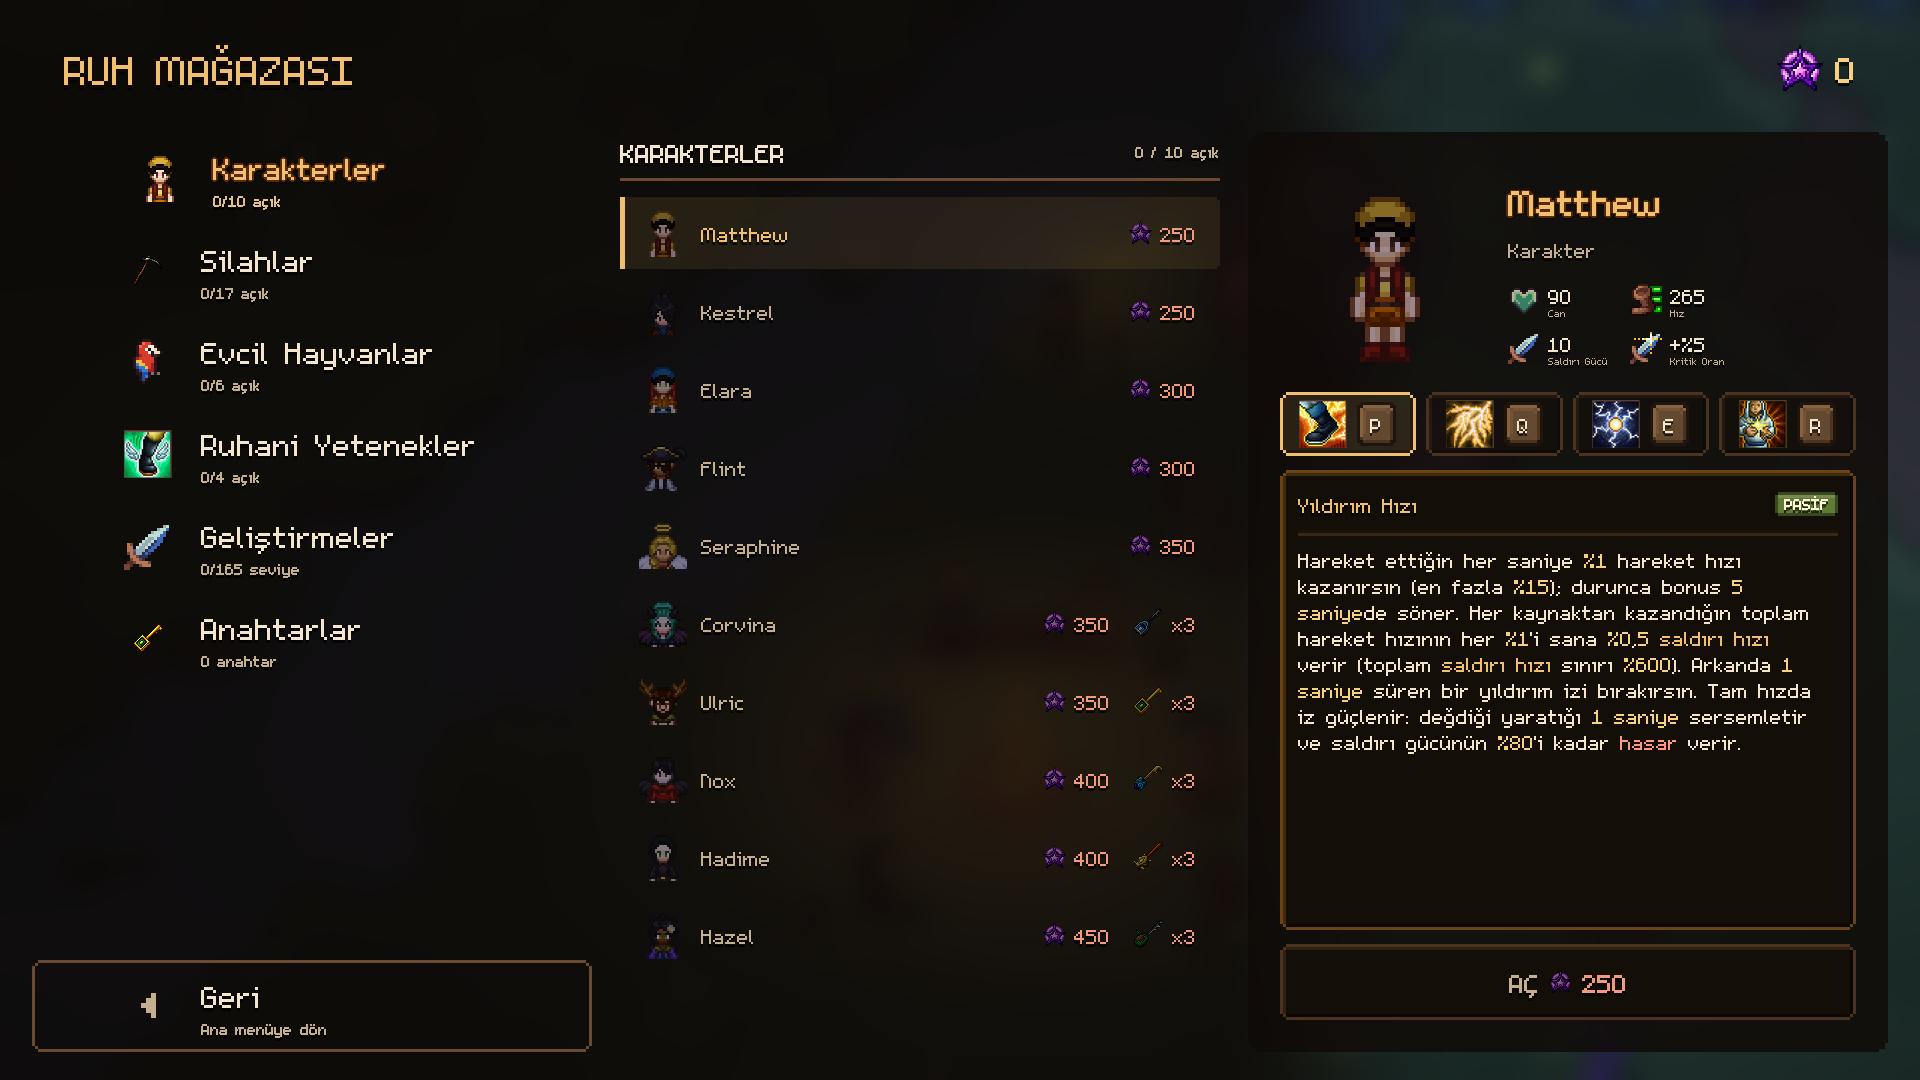 RUH MAĞAZASI
0
Karakterler
0/10 açık
Silahlar
0/17 açık
Evcil Hayvanlar
0/6 açık
Ruhani Yetenekler
0/4 açık
Geliştirmeler
0/165 seviye
Anahtarlar
0 anahtar
Geri
Ana menüye dön
KARAKTERLER
0 / 10 açık
Matthew 250
Kestrel 250
Elara 300
Flint 300
Seraphine 350
Corvina 350 x3
Ulric 350 x3
Nox 400 x3
Hadime 400 x3
Hazel 450 x3
Matthew
Karakter
90 265
Can Hız
10 +%5
Saldırı Gücü Kritik Oran
P Q E R
Yıldırım Hızı PASİF
Hareket ettiğin her saniye %1 hareket hızı
kazanırsın (en fazla %15); durunca bonus 5
saniyede söner. Her kaynaktan kazandığın toplam
hareket hızının her %1'i sana %0,5 saldırı hızı
verir (toplam saldırı hızı sınırı %600). Arkanda 1
saniye süren bir yıldırım izi bırakırsın. Tam hızda
iz güçlenir: değdiği yaratığı 1 saniye sersemletir
ve saldırı gücünün %80'i kadar hasar verir.
AÇ 250